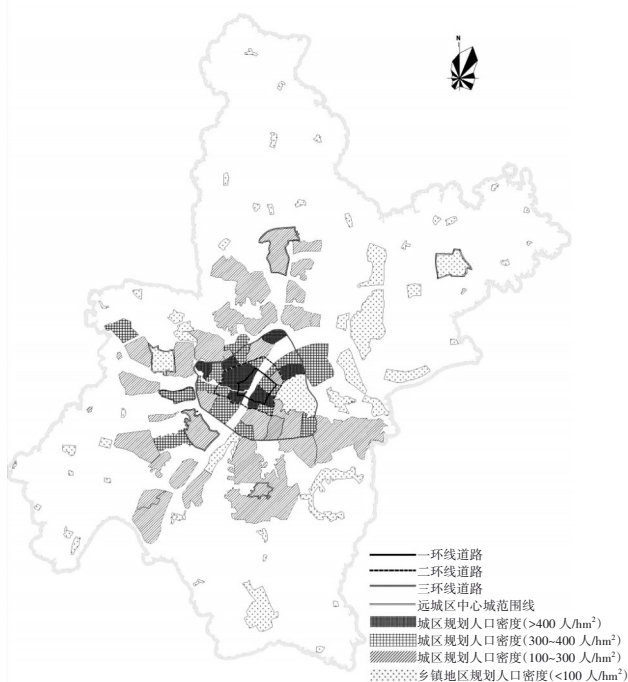 N
一环线道路
二环线道路
三环线道路
远城区中心城范围线
城区规划人口密度(>400 人/hm²)
城区规划人口密度(300~400 人/hm²)
城区规划人口密度(100~300 人/hm²)
乡镇地区规划人口密度(<100 人/hm²)